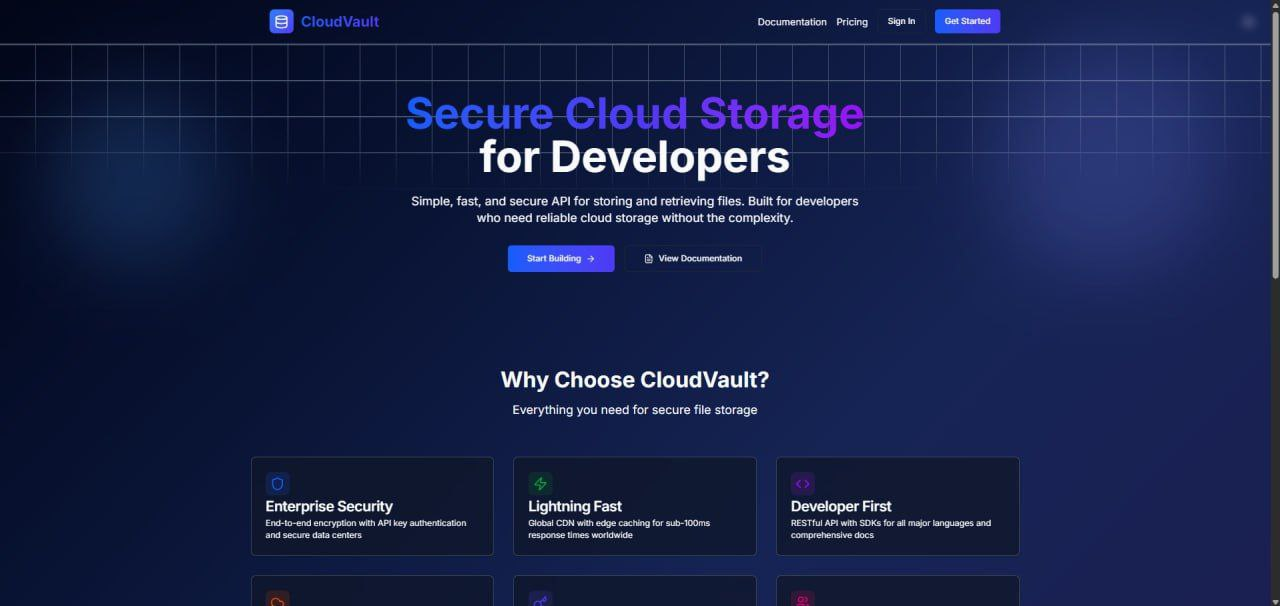 CloudVault
Documentation Pricing Sign In Get Started
Secure Cloud Storage
for Developers
Simple, fast, and secure API for storing and retrieving files. Built for developers
who need reliable cloud storage without the complexity.
Start Building →
View Documentation
Why Choose CloudVault?
Everything you need for secure file storage
Enterprise Security
End-to-end encryption with API key authentication
and secure data centers
Lightning Fast
Global CDN with edge caching for sub-100ms
response times worldwide
Developer First
RESTful API with SDKs for all major languages and
comprehensive docs